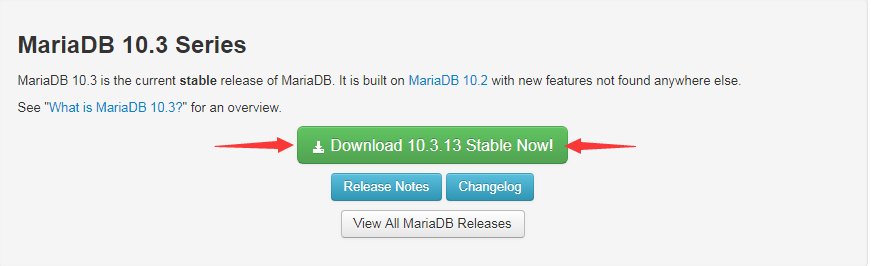 MariaDB 10.3 Series
MariaDB 10.3 is the current stable release of MariaDB. It is built on MariaDB 10.2 with new features not found anywhere else.
See "What is MariaDB 10.3?" for an overview.
Download 10.3.13 Stable Now!
Release Notes Changelog
View All MariaDB Releases